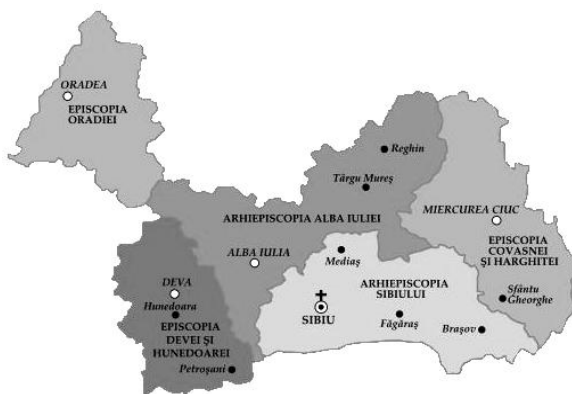 ORADEA
EPISCOPIA
ORADIEI
Reghin
Târgu Mureş
ARHIEPISCOPIA ALBA IULIEI
MIERCUREA CIUC
EPISCOPIA
COVASNEI
ŞI HARGHITEI
ALBA IULIA
Mediaş
ARHIEPISCOPIA
SIBIULUI
DEVA
Hunedoara
EPISCOPIA
DEVEI ŞI
HUNEDOAREI
SIBIU
Făgăraş
Sfântu
Gheorghe
Braşov
Petroşani